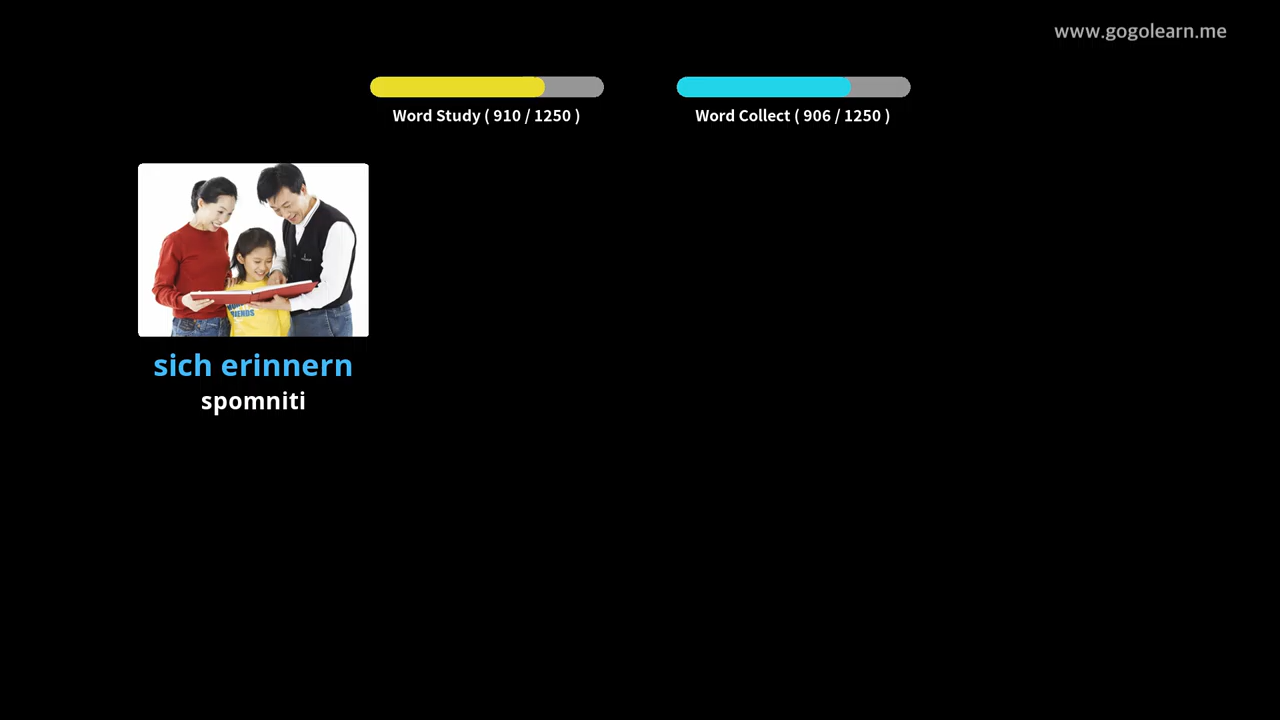 www.gogolearn.me
Word Study ( 910 / 1250 )
Word Collect ( 906 / 1250 )
sich erinnern
spomniti